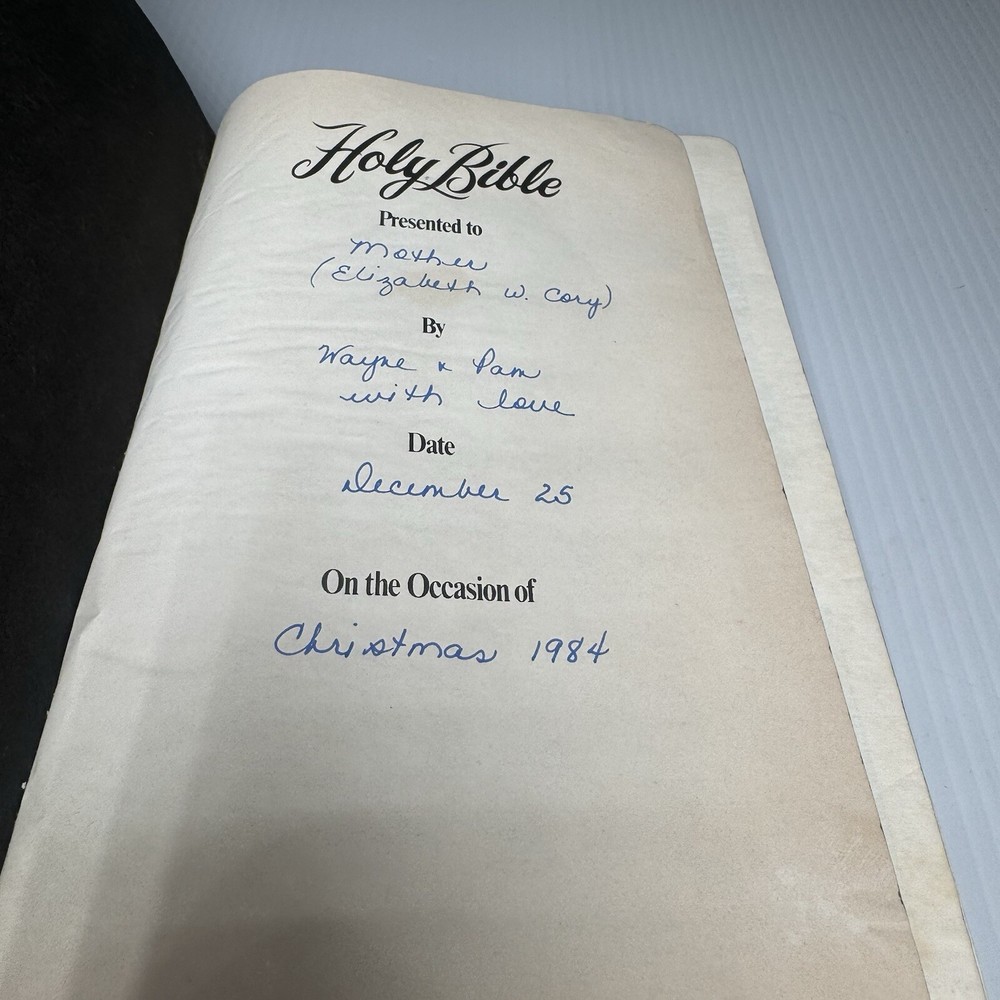 Holy Bible
Presented to
Mother
(Elizabeth W. Cory)
By
Wayne & Pam
with love
Date
December 25
On the Occasion of
Christmas 1984